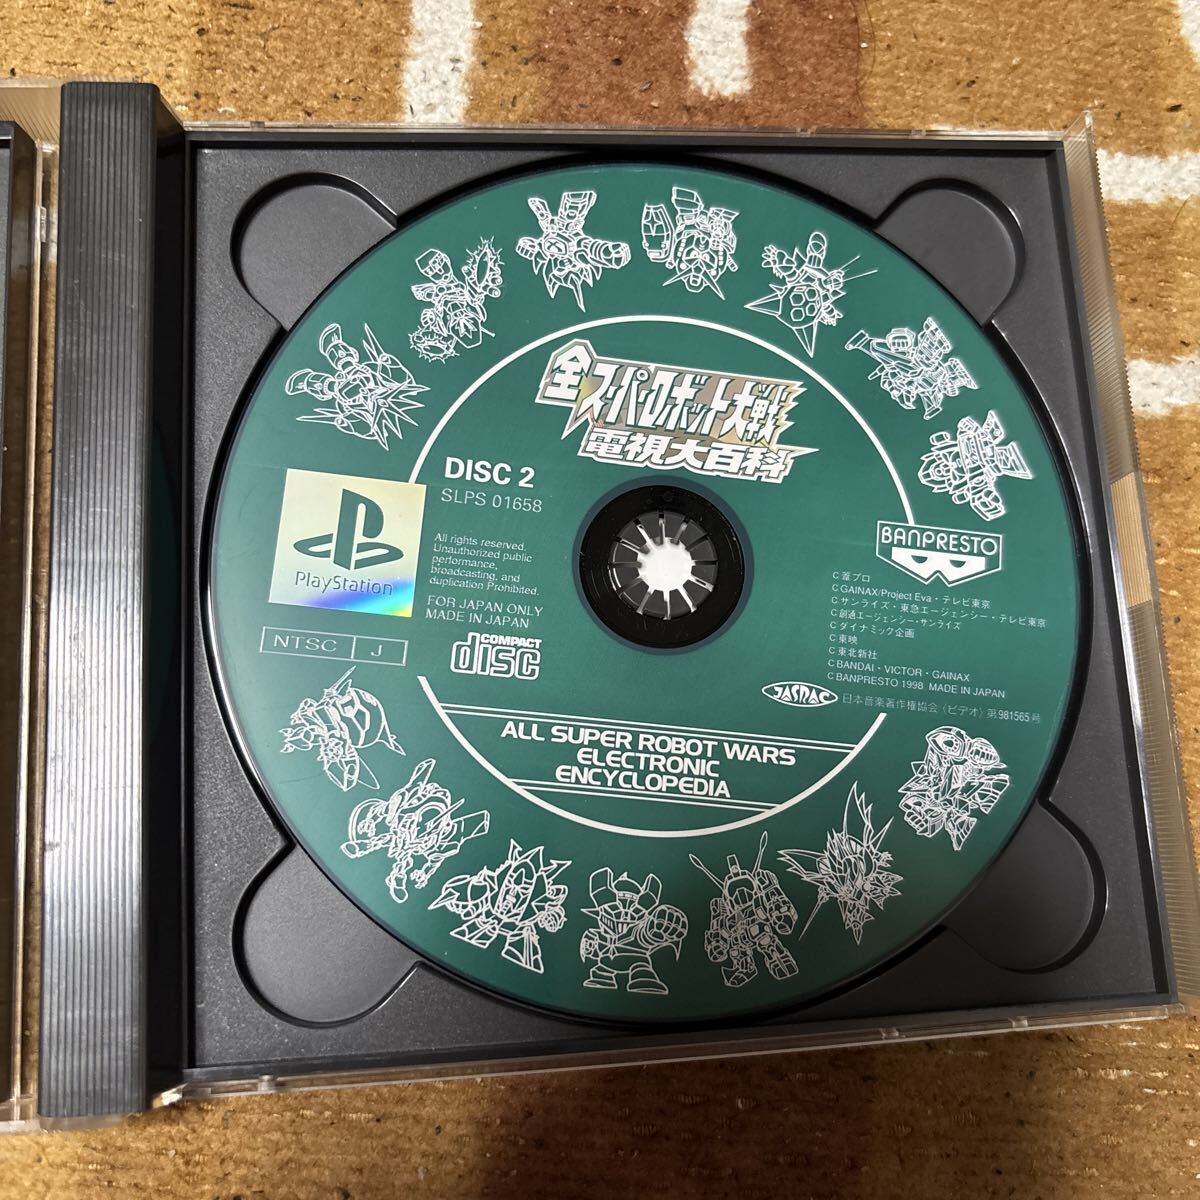 全スーパーロボット大戦
電視大百科
DISC 2
SLPS 01658
PlayStation
All rights reserved.
Unauthorized public
performance,
broadcasting, and
duplication Prohibited.
FOR JAPAN ONLY
MADE IN JAPAN
NTSC J
COMPACT
disc
BANPRESTO
C 葦プロ
C GAINAX/Project Eva・テレビ東京
C サンライズ・東急エージェンシー・テレビ東京
C 創通エージェンシー・サンライズ
C ダイナミック企画
C 東映
C 東北新社
C BANDAI・VICTOR・GAINAX
C BANPRESTO 1998 MADE IN JAPAN
JASRAC 日本音楽著作権協会〈ビデオ〉第981565号
ALL SUPER ROBOT WARS
ELECTRONIC
ENCYCLOPEDIA